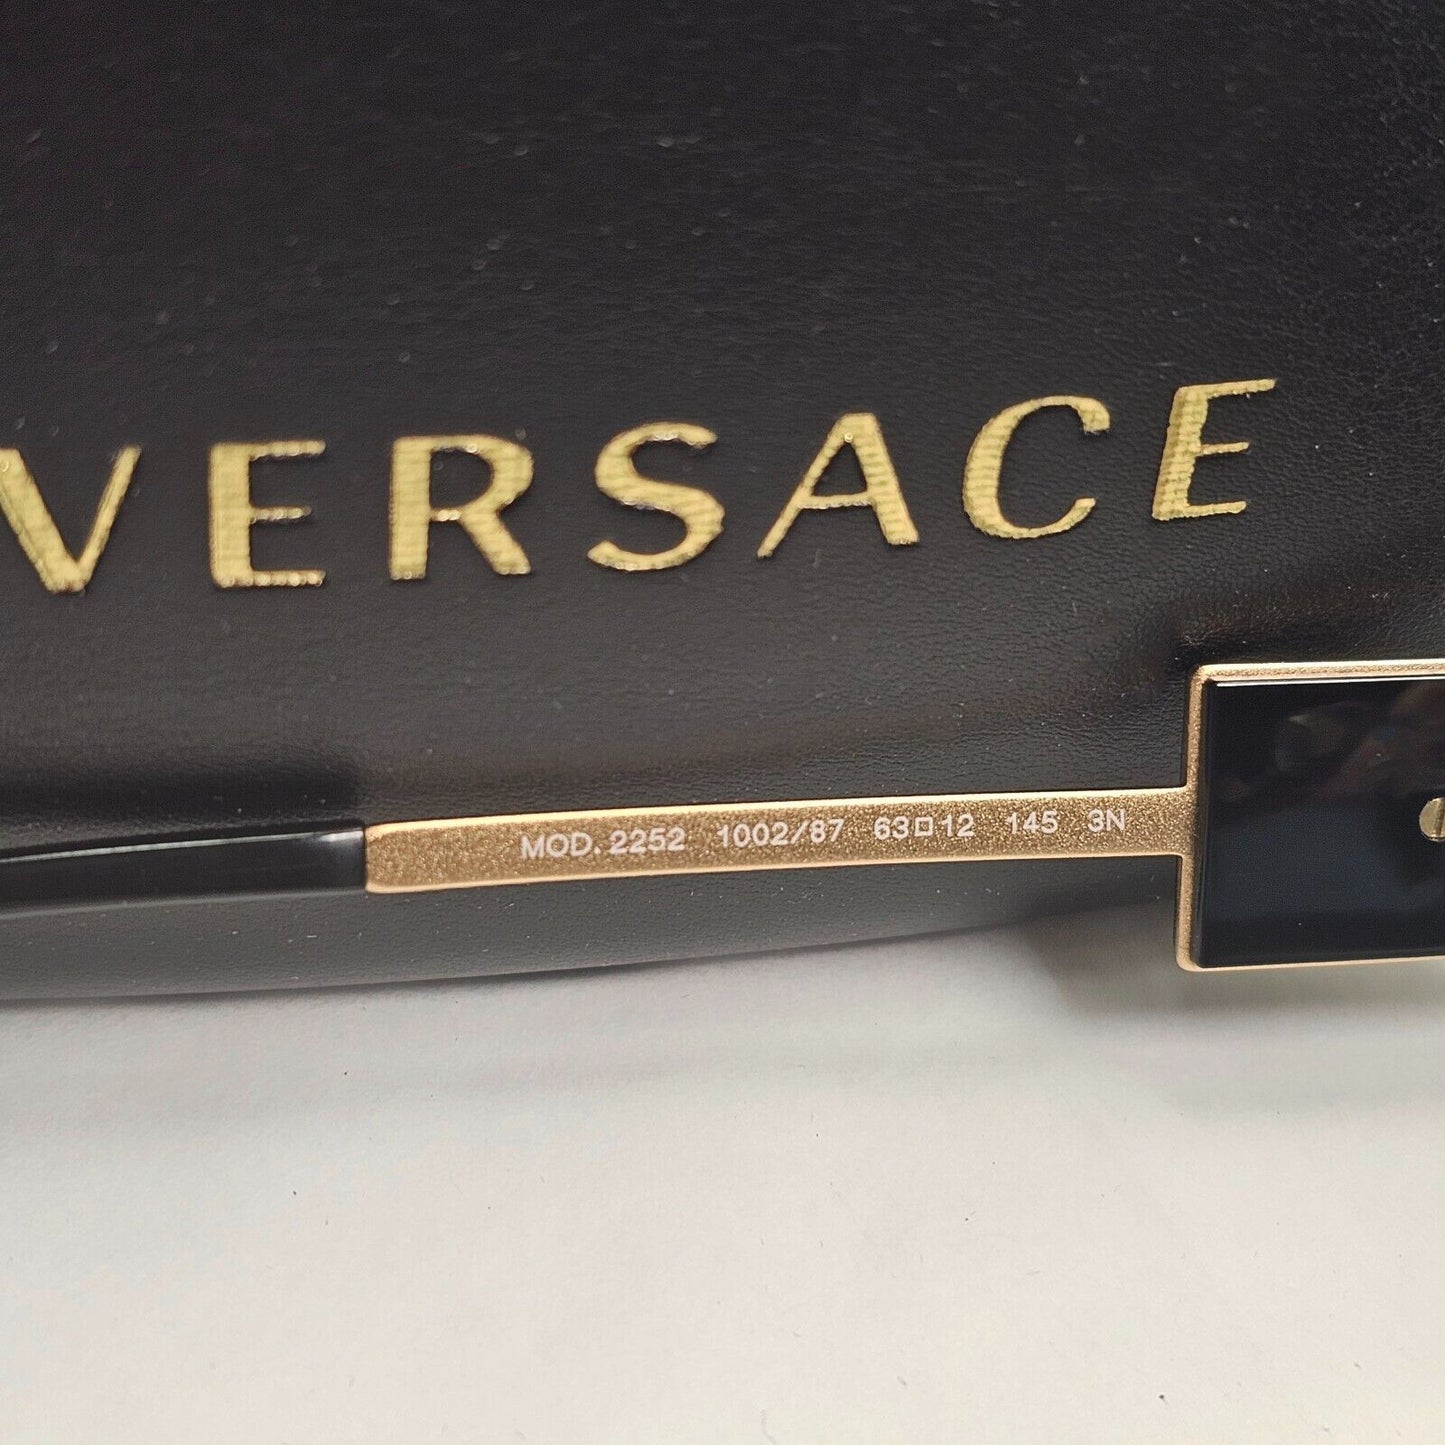 VERSACE
MOD. 2252 1002/87 63□12 145 3N